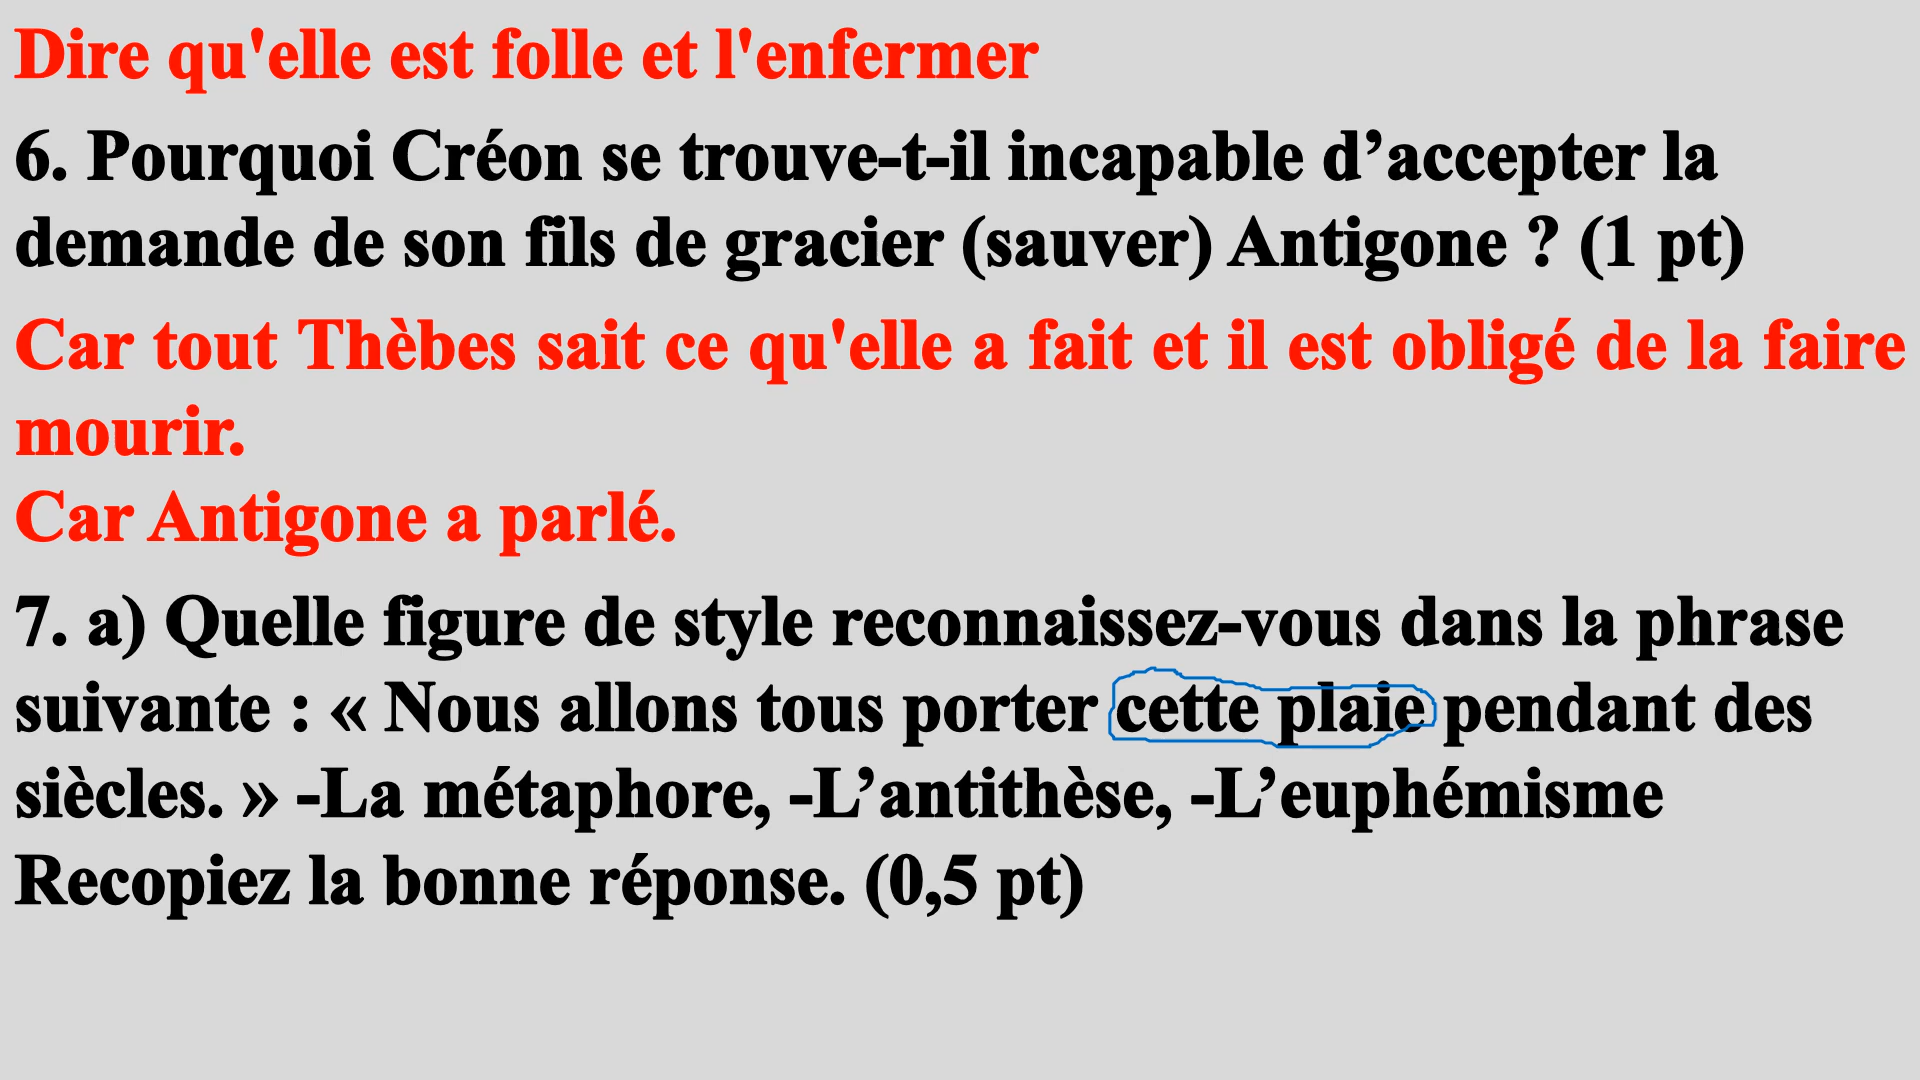 Dire qu'elle est folle et l'enfermer
6. Pourquoi Créon se trouve-t-il incapable d’accepter la
demande de son fils de gracier (sauver) Antigone ? (1 pt)
Car tout Thèbes sait ce qu'elle a fait et il est obligé de la faire
mourir.
Car Antigone a parlé.
7. a) Quelle figure de style reconnaissez-vous dans la phrase
suivante : « Nous allons tous porter cette plaie pendant des
siècles. » -La métaphore, -L’antithèse, -L’euphémisme
Recopiez la bonne réponse. (0,5 pt)